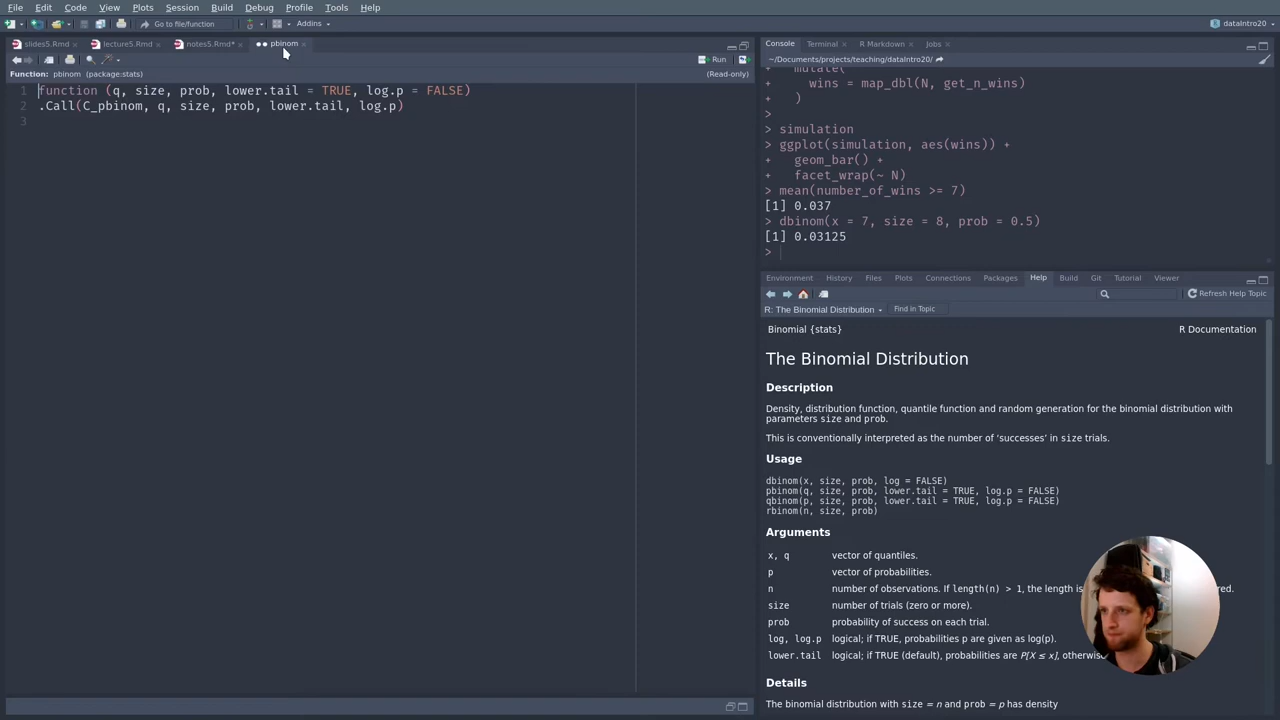 File Edit Code View Plots Session Build Debug Profile Tools Help
Go to file/function Addins dataIntro20
slides5.Rmd × lecture5.Rmd × notes5.Rmd* × pbinom ×
Run
Function: pbinom (package:stats) (Read-only)
1 function (q, size, prob, lower.tail = TRUE, log.p = FALSE)
2 .Call(C_pbinom, q, size, prob, lower.tail, log.p)
3
Console Terminal × R Markdown × Jobs ×
~/Documents/projects/teaching/dataIntro20/
+ mutate(
+ wins = map_dbl(N, get_n_wins)
+ )
>
> simulation
> ggplot(simulation, aes(wins)) +
+ geom_bar() +
+ facet_wrap(~ N)
> mean(number_of_wins >= 7)
[1] 0.037
> dbinom(x = 7, size = 8, prob = 0.5)
[1] 0.03125
>
Environment History Files Plots Connections Packages Help Build Git Tutorial Viewer
Refresh Help Topic
R: The Binomial Distribution Find in Topic
Binomial {stats} R Documentation
The Binomial Distribution
Description
Density, distribution function, quantile function and random generation for the binomial distribution with
parameters size and prob.
This is conventionally interpreted as the number of ‘successes’ in size trials.
Usage
dbinom(x, size, prob, log = FALSE)
pbinom(q, size, prob, lower.tail = TRUE, log.p = FALSE)
qbinom(p, size, prob, lower.tail = TRUE, log.p = FALSE)
rbinom(n, size, prob)
Arguments
x, q vector of quantiles.
p vector of probabilities.
n number of observations. If length(n) > 1, the length is
size number of trials (zero or more).
prob probability of success on each trial.
log, log.p logical; if TRUE, probabilities p are given as log(p).
lower.tail logical; if TRUE (default), probabilities are P[X ≤ x],
Details
The binomial distribution with size = n and prob = p has density